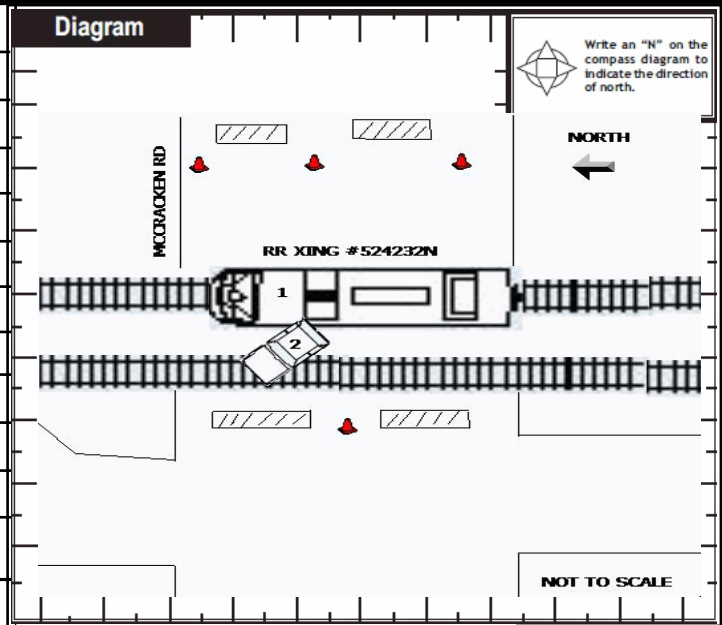 Diagram
Write an “N” on the
compass diagram to
indicate the direction
of north.
NORTH
MCCRACKEN RD
RR XING #524232N
1
2
NOT TO SCALE